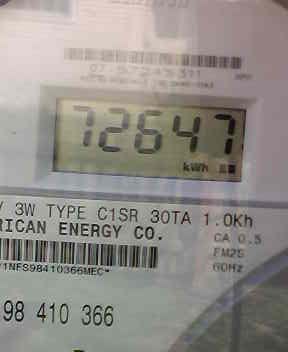 72647
kWh
V 3W TYPE C1SR 30TA 1.0Kh
RICAN ENERGY CO.
CA 0.5
FM2S
60Hz
1NFS98410366MEC*
98 410 366